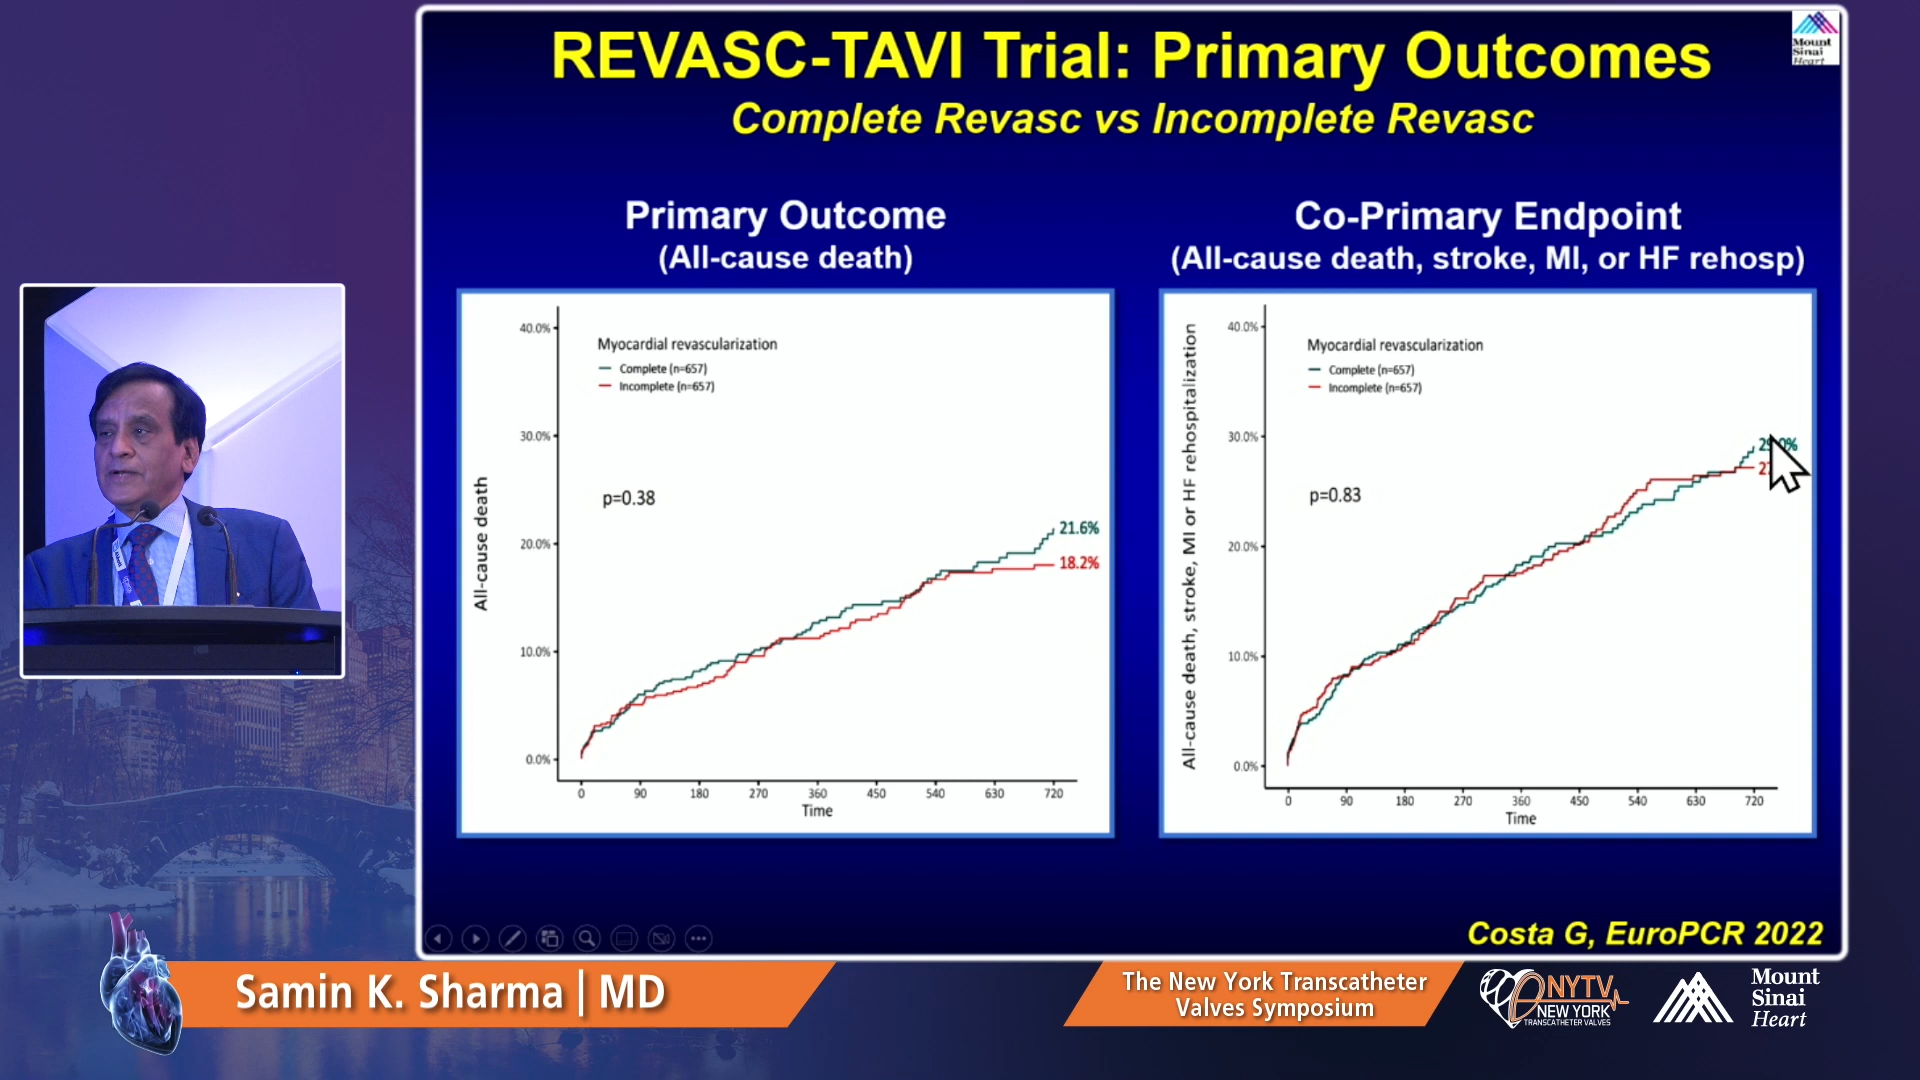 REVASC-TAVI Trial: Primary Outcomes
Complete Revasc vs Incomplete Revasc
Mount
Sinai
Heart
Primary Outcome
(All-cause death)
All-cause death
40.0%
30.0%
20.0%
10.0%
0.0%
Myocardial revascularization
Complete (n=657)
Incomplete (n=657)
p=0.38
21.6%
18.2%
0 90 180 270 360 450 540 630 720
Time
Co-Primary Endpoint
(All-cause death, stroke, MI, or HF rehosp)
All-cause death, stroke, MI or HF rehospitalization
40.0%
30.0%
20.0%
10.0%
0.0%
Myocardial revascularization
Complete (n=657)
Incomplete (n=657)
p=0.83
0 90 180 270 360 450 540 630 720
Time
Costa G, EuroPCR 2022
Samin K. Sharma | MD
The New York Transcatheter
Valves Symposium
NYTV
NEW YORK
TRANSCATHETER VALVES
Mount
Sinai
Heart